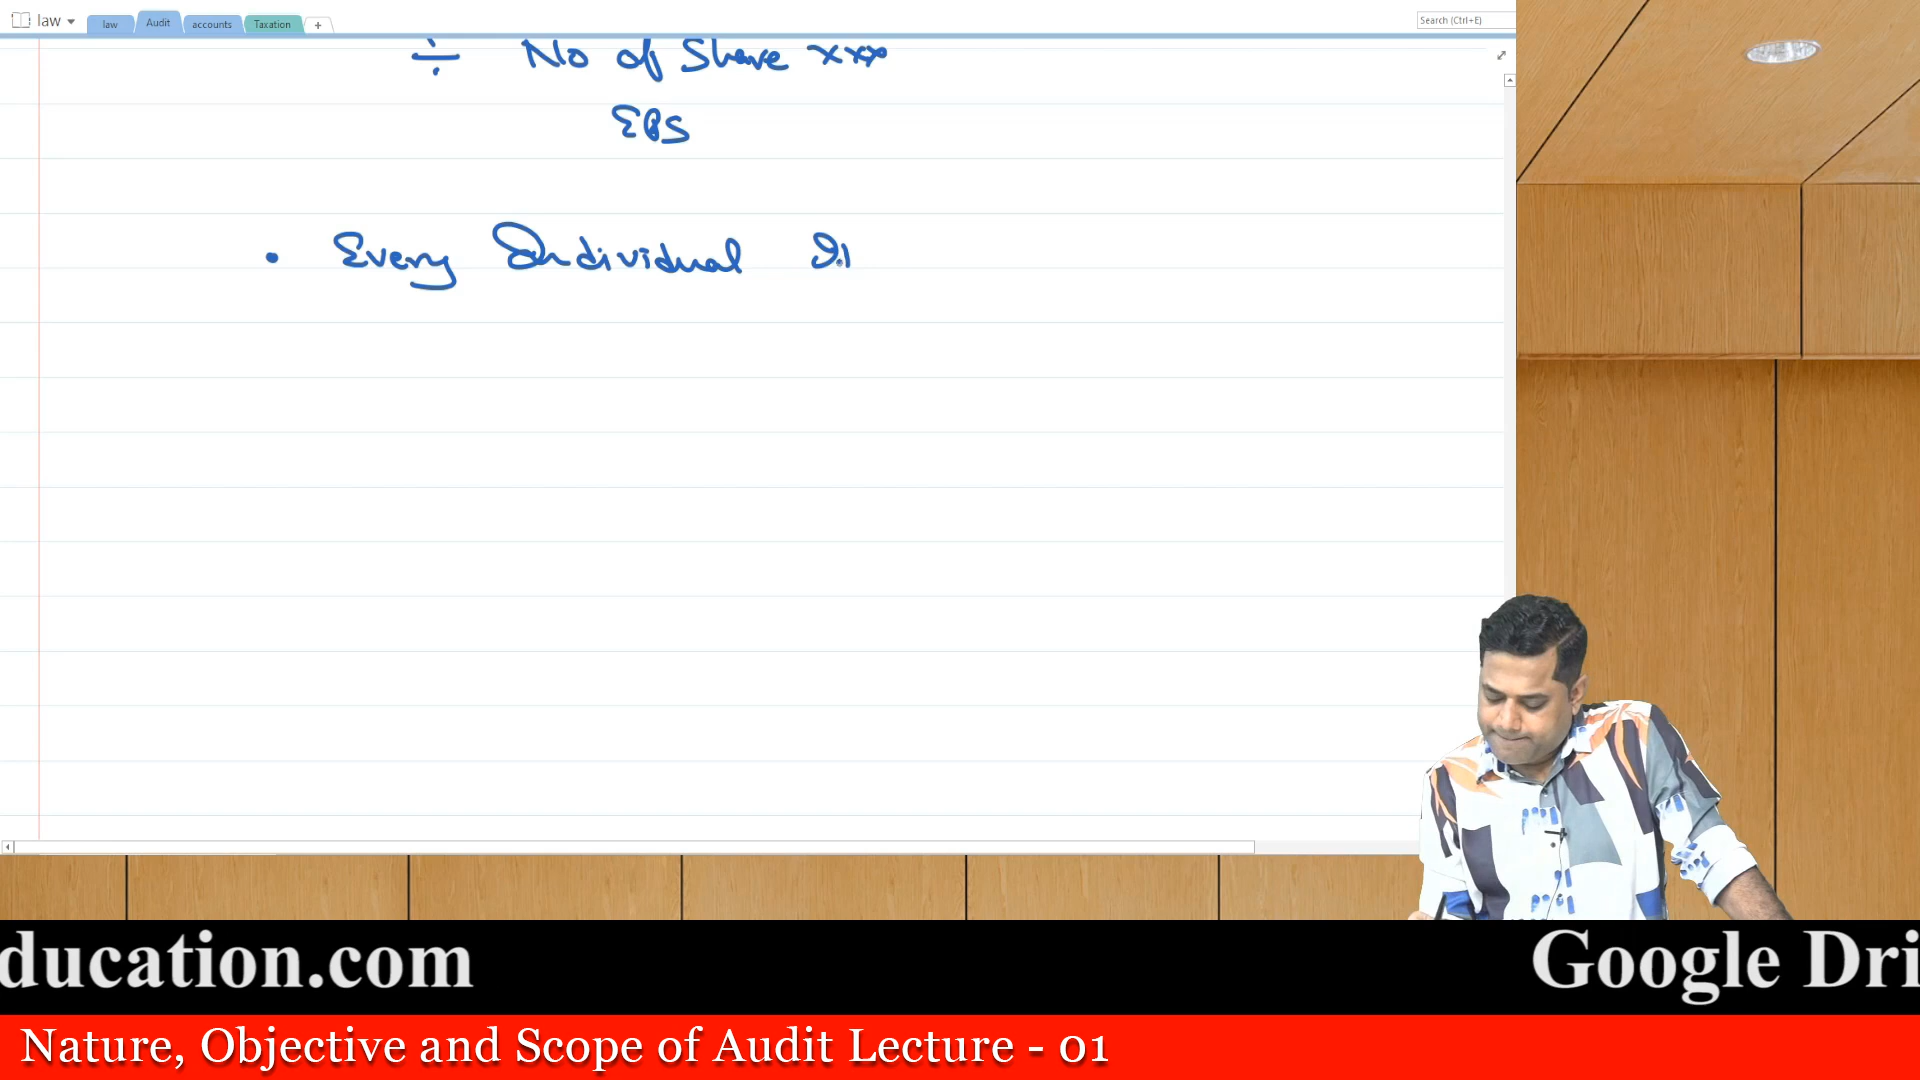 law
law Audit accounts Taxation +
Search (Ctrl+E)
÷ No of Share xxx
EPS
• Every Individual
ducation.com
Google Dri
Nature, Objective and Scope of Audit Lecture - 01